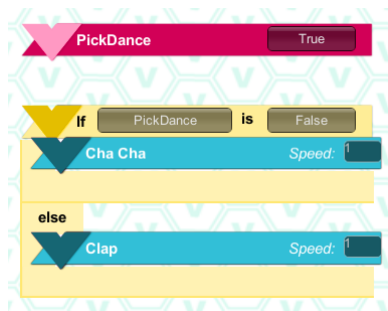 PickDance True
If PickDance is False
Cha Cha Speed: 1
else
Clap Speed: 1